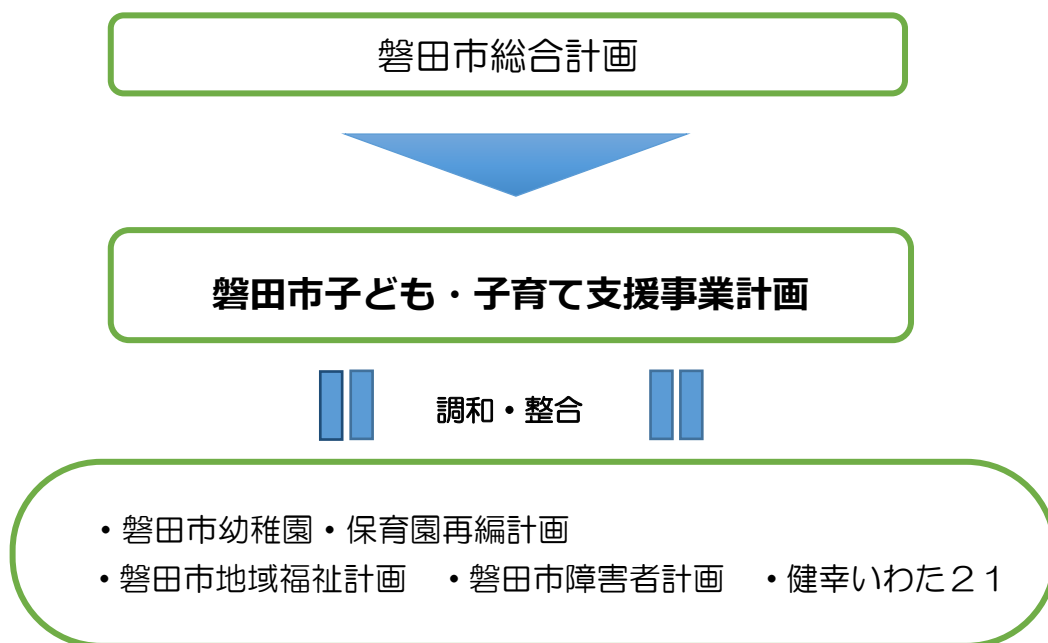 磐田市総合計画
磐田市子ども・子育て支援事業計画
調和・整合
・磐田市幼稚園・保育園再編計画
・磐田市地域福祉計画　・磐田市障害者計画　・健幸いわた２１